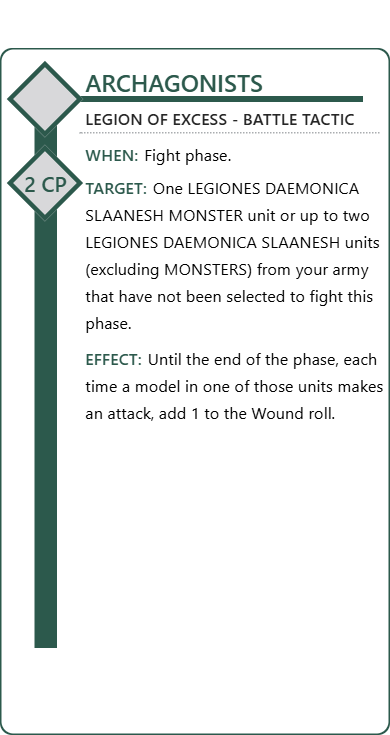 ARCHAGONISTS
LEGION OF EXCESS - BATTLE TACTIC
WHEN: Fight phase.
2 CP
TARGET: One LEGIONES DAEMONICA
SLAANESH MONSTER unit or up to two
LEGIONES DAEMONICA SLAANESH units
(excluding MONSTERS) from your army
that have not been selected to fight this
phase.
EFFECT: Until the end of the phase, each
time a model in one of those units makes
an attack, add 1 to the Wound roll.